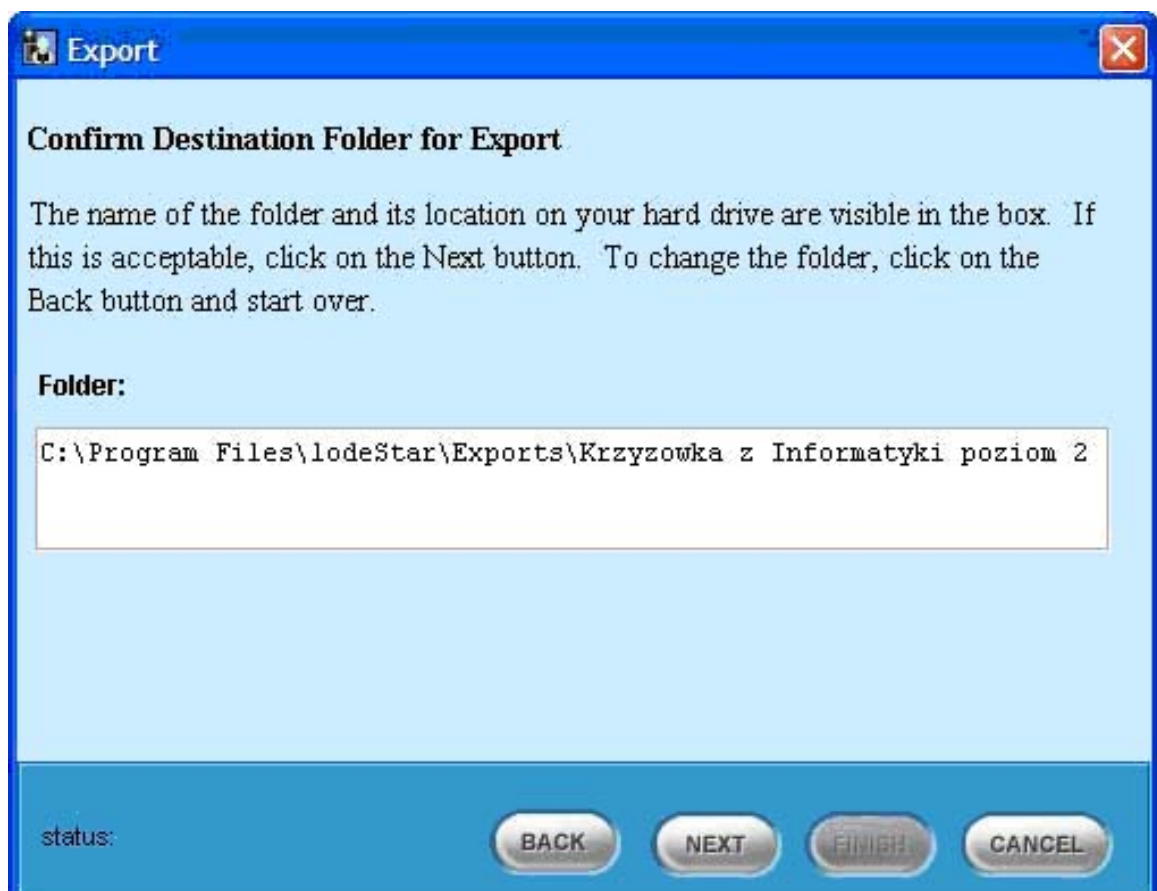 Export
Confirm Destination Folder for Export
The name of the folder and its location on your hard drive are visible in the box. If
this is acceptable, click on the Next button. To change the folder, click on the
Back button and start over.
Folder:
C:\Program Files\lodeStar\Exports\Krzyzowka z Informatyki poziom 2
status:
BACK NEXT FINISH CANCEL